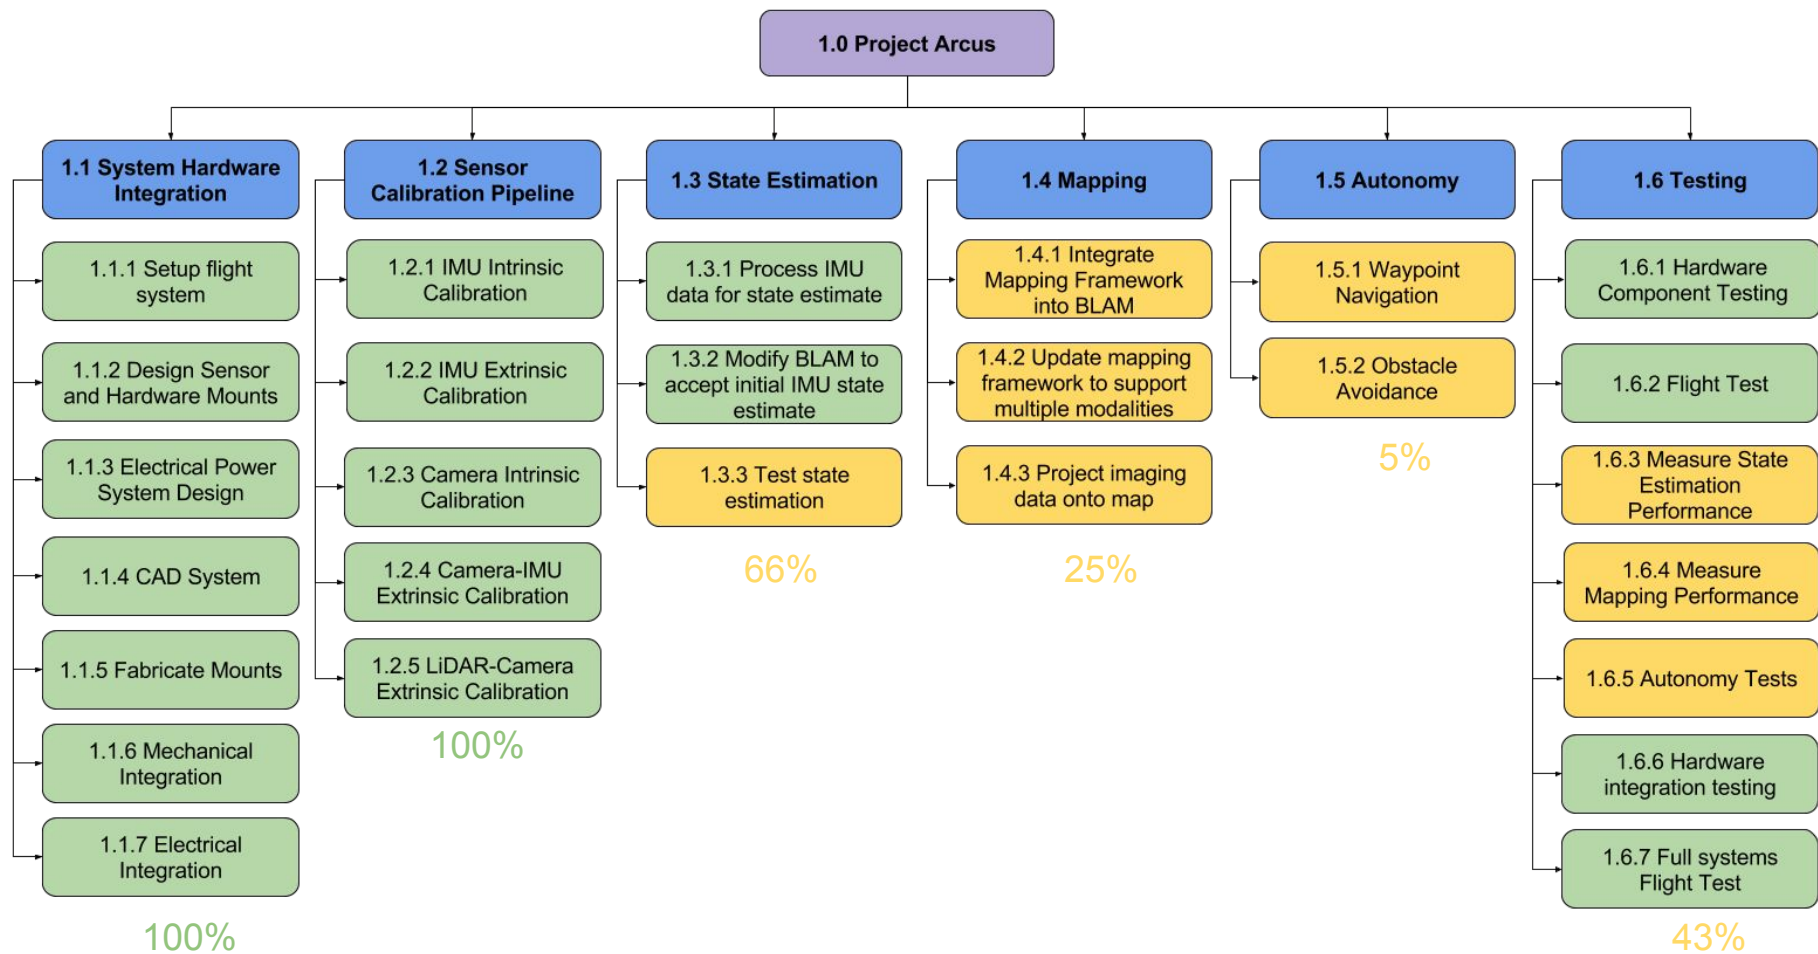 1.0 Project Arcus
1.1 System Hardware
Integration
1.1.1 Setup flight
system
1.1.2 Design Sensor
and Hardware Mounts
1.1.3 Electrical Power
System Design
1.1.4 CAD System
1.1.5 Fabricate Mounts
1.1.6 Mechanical
Integration
1.1.7 Electrical
Integration
100%
1.2 Sensor
Calibration Pipeline
1.2.1 IMU Intrinsic
Calibration
1.2.2 IMU Extrinsic
Calibration
1.2.3 Camera Intrinsic
Calibration
1.2.4 Camera-IMU
Extrinsic Calibration
1.2.5 LiDAR-Camera
Extrinsic Calibration
100%
1.3 State Estimation
1.3.1 Process IMU
data for state estimate
1.3.2 Modify BLAM to
accept initial IMU state
estimate
1.3.3 Test state
estimation
66%
1.4 Mapping
1.4.1 Integrate
Mapping Framework
into BLAM
1.4.2 Update mapping
framework to support
multiple modalities
1.4.3 Project imaging
data onto map
25%
1.5 Autonomy
1.5.1 Waypoint
Navigation
1.5.2 Obstacle
Avoidance
5%
1.6 Testing
1.6.1 Hardware
Component Testing
1.6.2 Flight Test
1.6.3 Measure State
Estimation
Performance
1.6.4 Measure
Mapping Performance
1.6.5 Autonomy Tests
1.6.6 Hardware
integration testing
1.6.7 Full systems
Flight Test
43%